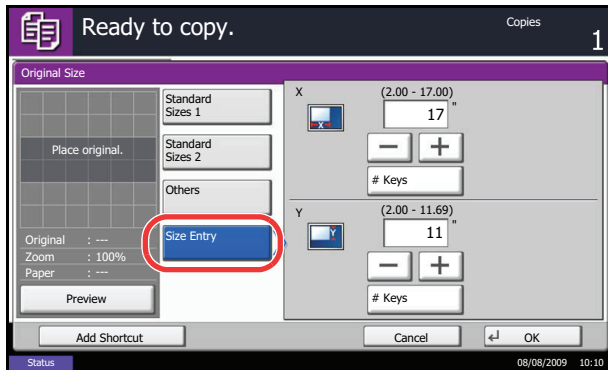 Ready to copy.
Copies
1
Original Size
Place original.
Original : ---
Zoom : 100%
Paper : ---
Preview
Standard
Sizes 1
Standard
Sizes 2
Others
Size Entry
X
(2.00 - 17.00)
17 "
X
# Keys
Y
(2.00 - 11.69)
11 "
Y
# Keys
Add Shortcut
Cancel
OK
Status
08/08/2009 10:10